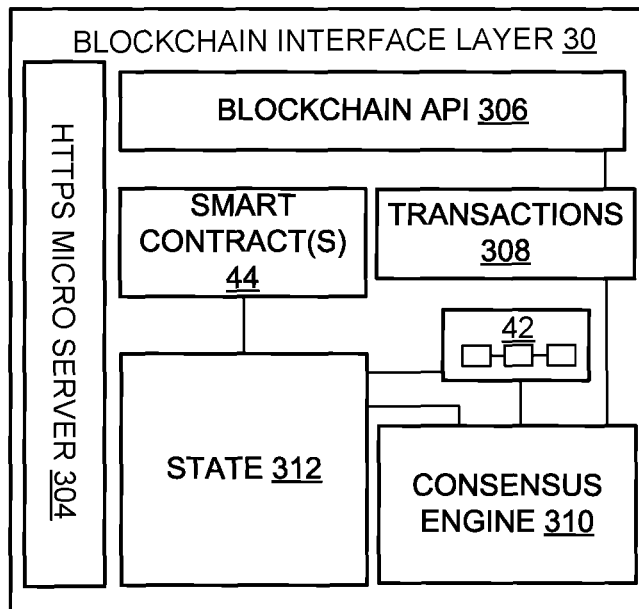 BLOCKCHAIN INTERFACE LAYER 30
HTTPS MICRO SERVER 304
BLOCKCHAIN API 306
SMART
CONTRACT(S)
44
TRANSACTIONS
308
42
STATE 312
CONSENSUS
ENGINE 310